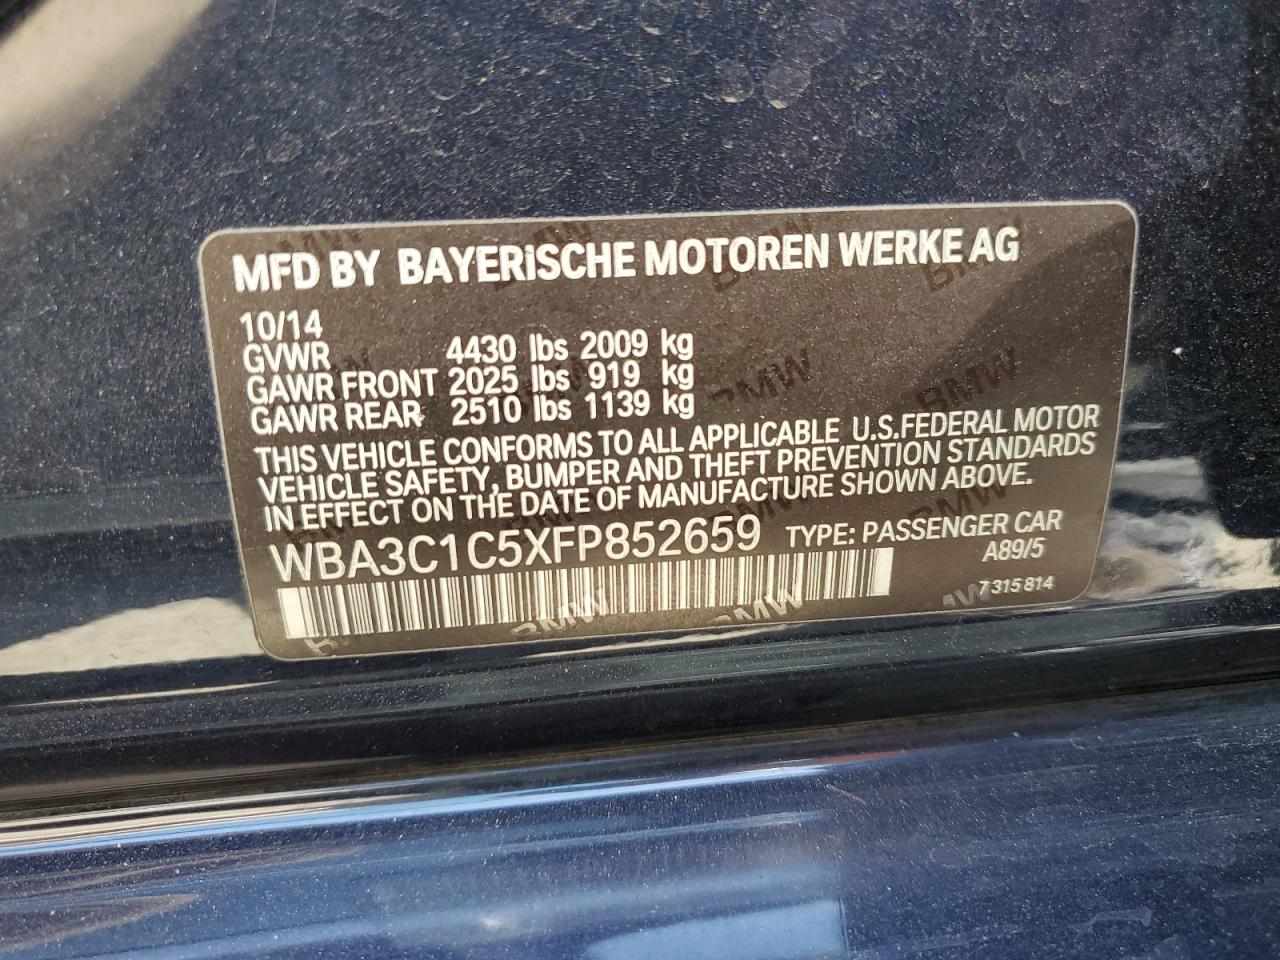 MFD BY BAYERiSCHE MOTOREN WERKE AG
10/14
GVWR 4430 lbs 2009 kg
GAWR FRONT 2025 lbs 919 kg
GAWR REAR 2510 lbs 1139 kg
THIS VEHICLE CONFORMS TO ALL APPLICABLE U.S.FEDERAL MOTOR
VEHICLE SAFETY, BUMPER AND THEFT PREVENTION STANDARDS
IN EFFECT ON THE DATE OF MANUFACTURE SHOWN ABOVE.
WBA3C1C5XFP852659 TYPE: PASSENGER CAR
A89/5
7 315 814